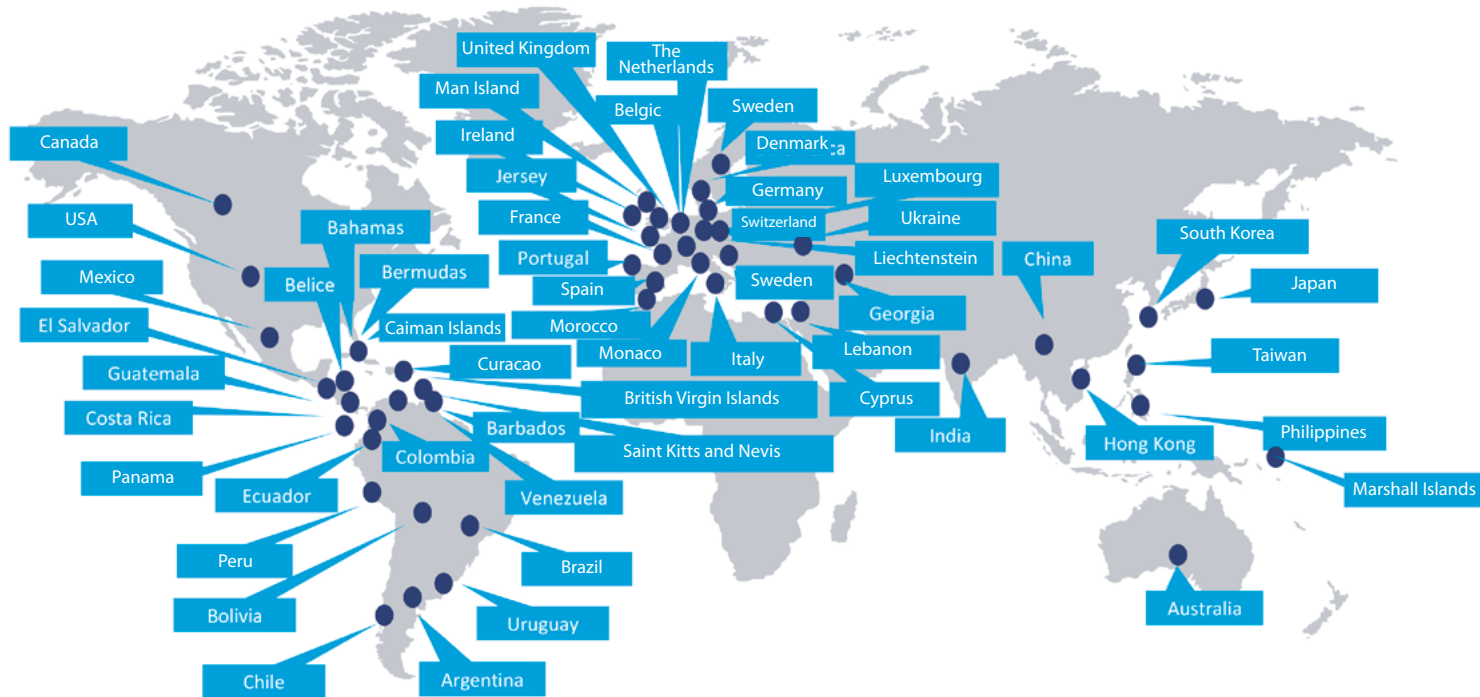 United Kingdom
The
Netherlands
Man Island
Belgic
Sweden
Ireland
Denmark
Canada
Jersey
Germany
Luxembourg
USA
France
Switzerland
Ukraine
Bahamas
South Korea
Portugal
Liechtenstein
China
Mexico
Belice
Bermudas
Spain
Sweden
Japan
El Salvador
Caiman Islands
Morocco
Georgia
Monaco
Italy
Lebanon
Taiwan
Guatemala
Curacao
British Virgin Islands
Cyprus
Costa Rica
Barbados
India
Hong Kong
Philippines
Colombia
Saint Kitts and Nevis
Panama
Ecuador
Venezuela
Marshall Islands
Peru
Brazil
Bolivia
Uruguay
Australia
Chile
Argentina